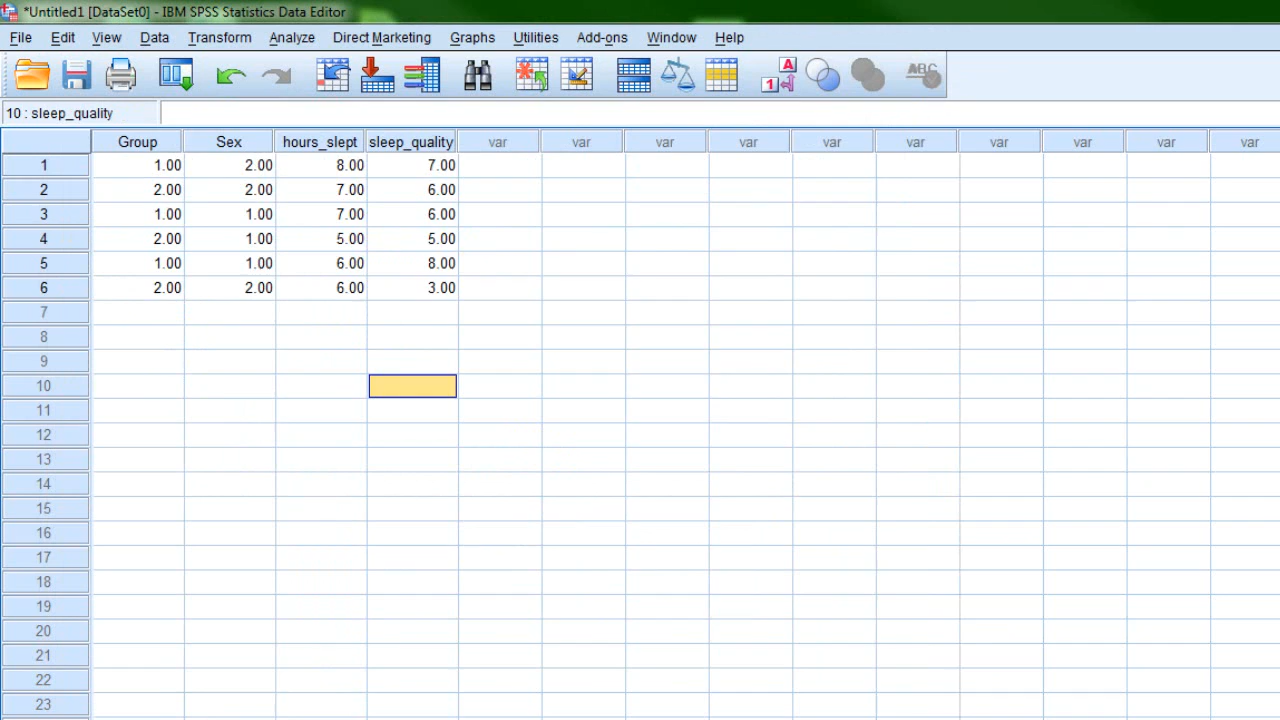 *Untitled1 [DataSet0] - IBM SPSS Statistics Data Editor
File Edit View Data Transform Analyze Direct Marketing Graphs Utilities Add-ons Window Help
A
1
ABC
10 : sleep_quality
Group Sex hours_slept sleep_quality var var var var var var var var var var
1 1.00 2.00 8.00 7.00
2 2.00 2.00 7.00 6.00
3 1.00 1.00 7.00 6.00
4 2.00 1.00 5.00 5.00
5 1.00 1.00 6.00 8.00
6 2.00 2.00 6.00 3.00
7
8
9
10
11
12
13
14
15
16
17
18
19
20
21
22
23